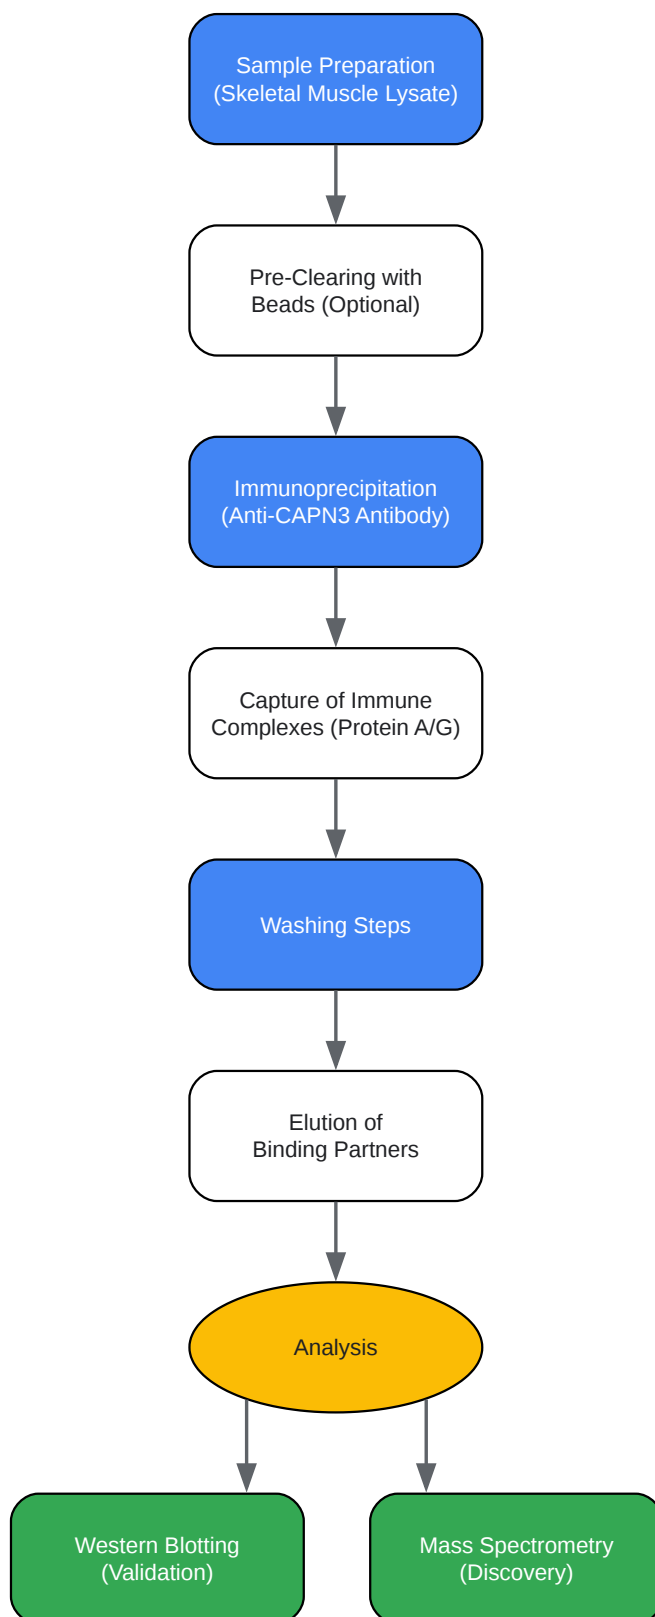 Sample Preparation
(Skeletal Muscle Lysate)
Pre-Clearing with
Beads (Optional)
Immunoprecipitation
(Anti-CAPN3 Antibody)
Capture of Immune
Complexes (Protein A/G)
Washing Steps
Elution of
Binding Partners
Analysis
Western Blotting
(Validation)
Mass Spectrometry
(Discovery)